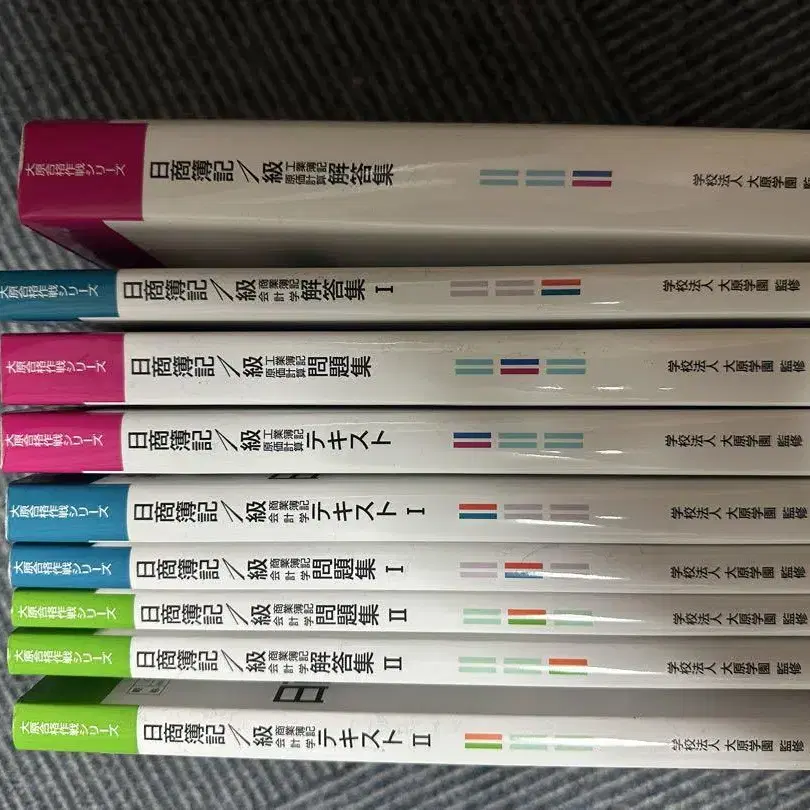 大原合格作戦シリーズ 日商簿記1級 工業簿記 原価計算 解答集 学校法人 大原学園 監
大原合格作戦シリーズ 日商簿記1級 商業簿記 会計学 解答集 I 学校法人 大原学園 監修
大原合格作戦シリーズ 日商簿記1級 工業簿記 原価計算 問題集 学校法人 大原学園 監修
大原合格作戦シリーズ 日商簿記1級 工業簿記 原価計算 テキスト 学校法人 大原学園 監修
大原合格作戦シリーズ 日商簿記1級 商業簿記 会計学 テキスト I 学校法人 大原学園 監修
大原合格作戦シリーズ 日商簿記1級 商業簿記 会計学 問題集 I 学校法人 大原学園 監修
大原合格作戦シリーズ 日商簿記1級 商業簿記 会計学 問題集 II 学校法人 大原学園 監修
大原合格作戦シリーズ 日商簿記1級 商業簿記 会計学 解答集 II 学校法人 大原学園 監修
大原合格作戦シリーズ 日商簿記1級 商業簿記 会計学 テキスト II 学校法人 大原学園 監修